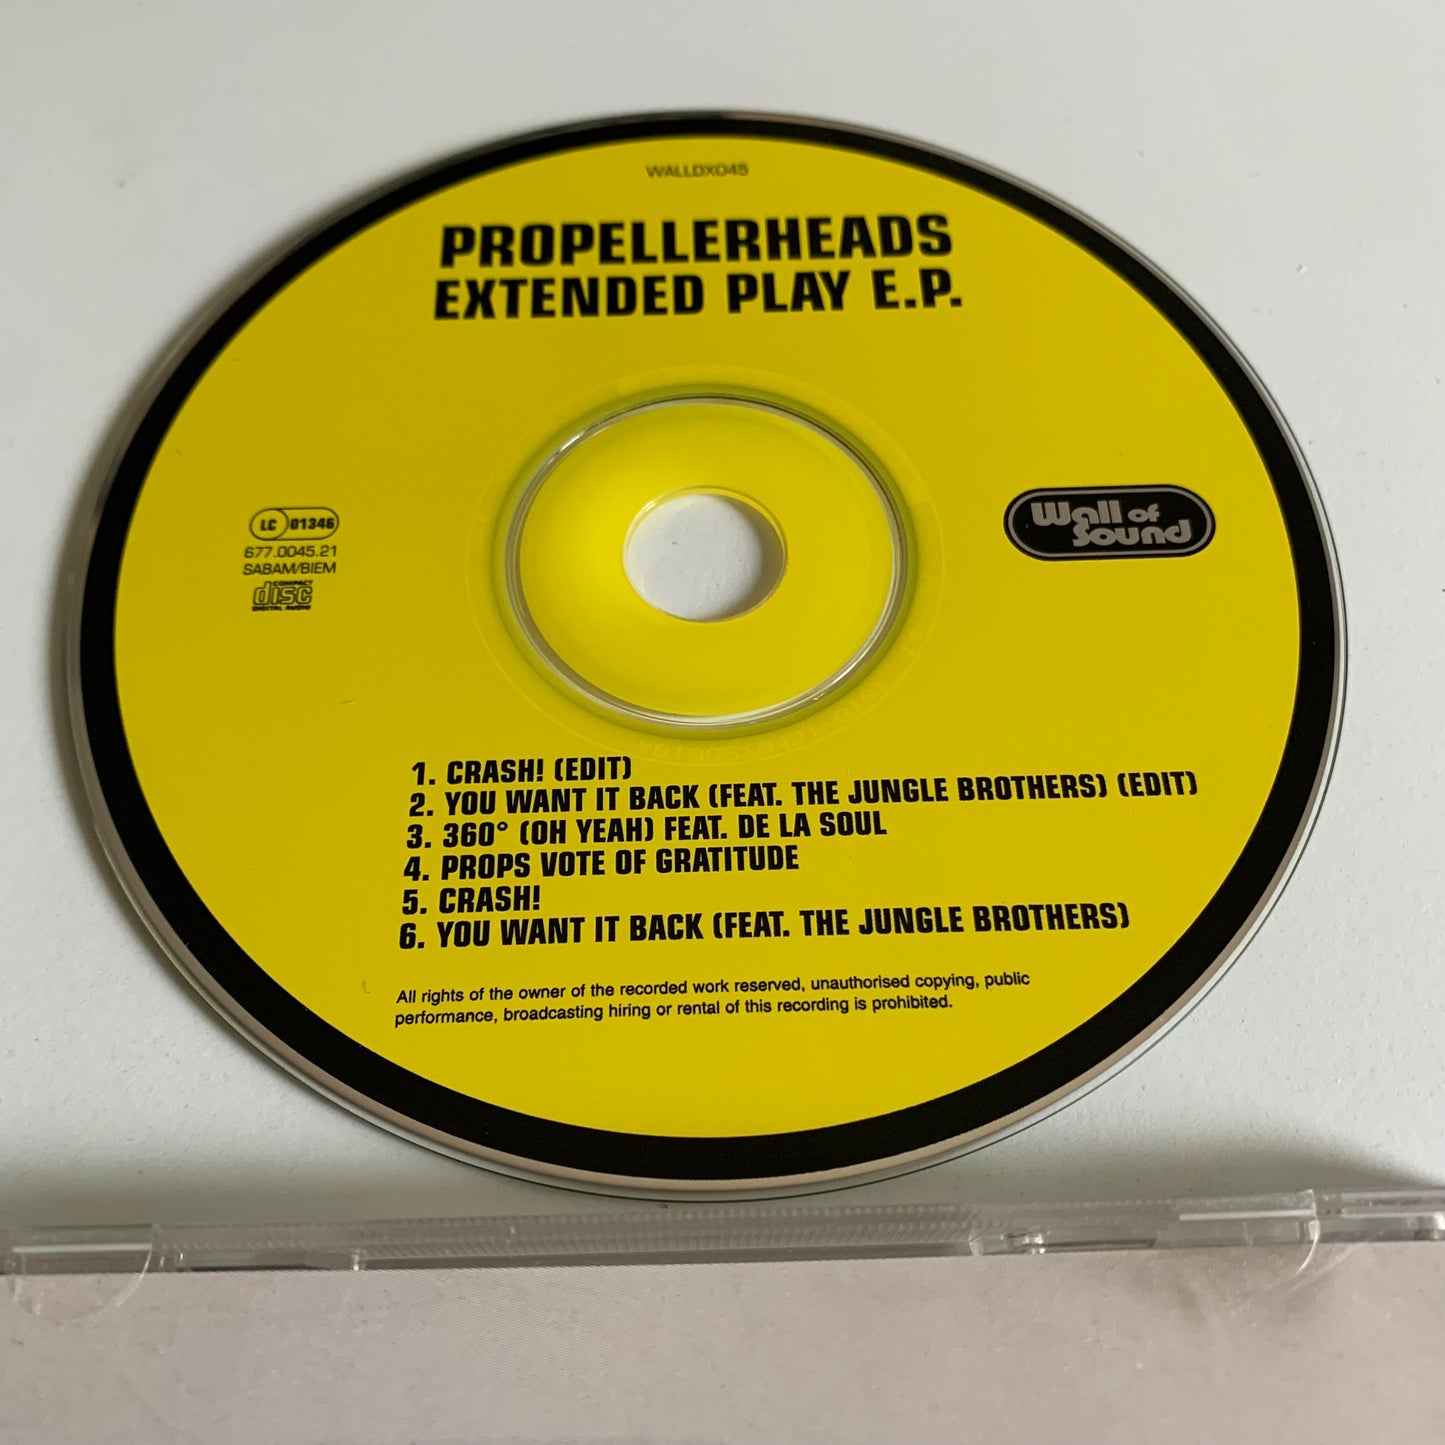 WALLDX045
PROPELLERHEADS
EXTENDED PLAY E.P.
LC 01346
677.0045.21
SABAM/BIEM
COMPACT
disc
DIGITAL AUDIO
Wall of
Sound
1. CRASH! (EDIT)
2. YOU WANT IT BACK (FEAT. THE JUNGLE BROTHERS) (EDIT)
3. 360° (OH YEAH) FEAT. DE LA SOUL
4. PROPS VOTE OF GRATITUDE
5. CRASH!
6. YOU WANT IT BACK (FEAT. THE JUNGLE BROTHERS)
All rights of the owner of the recorded work reserved, unauthorised copying, public
performance, broadcasting hiring or rental of this recording is prohibited.